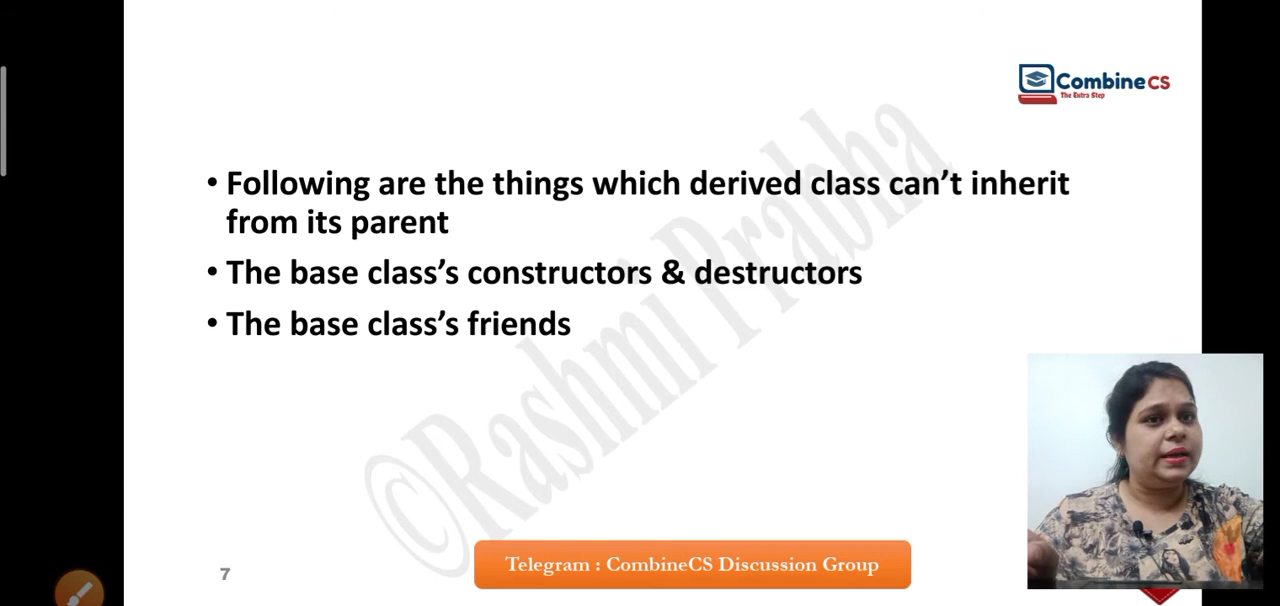 CombineCS
The Extra Step
• Following are the things which derived class can’t inherit
from its parent
• The base class’s constructors & destructors
• The base class’s friends
©Rashmi Prabha
7
Telegram : CombineCS Discussion Group